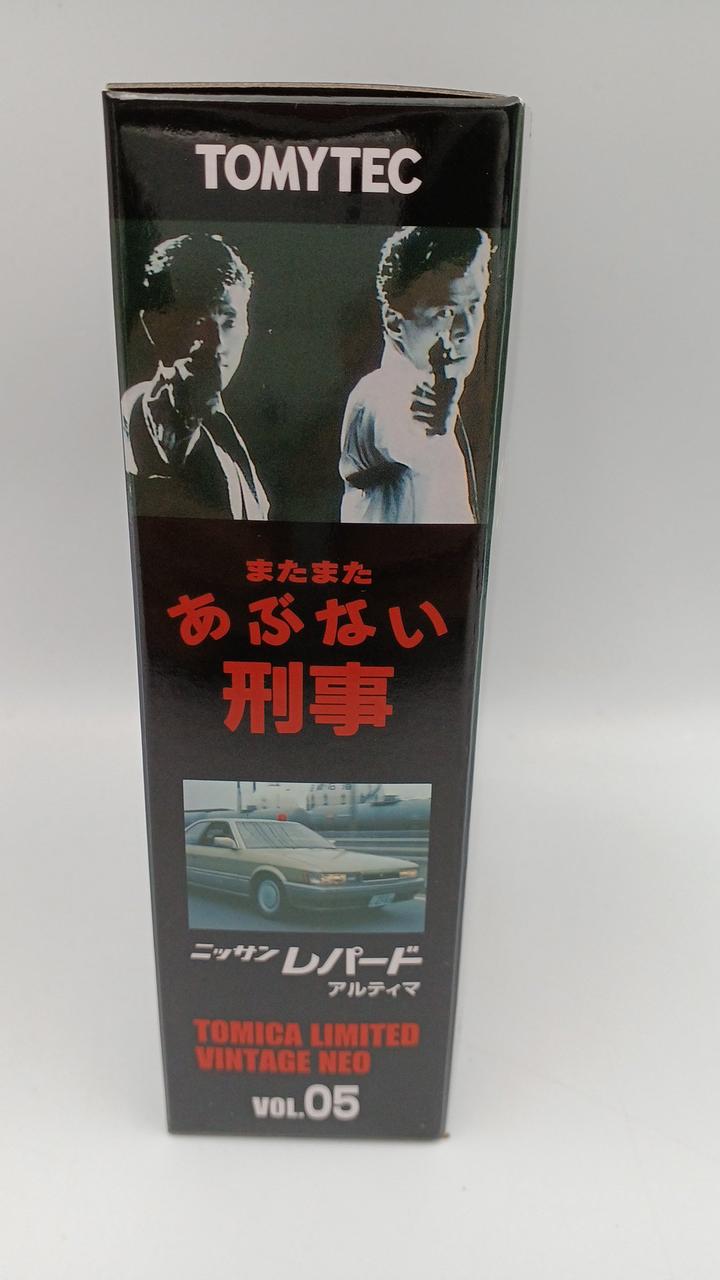 TOMYTEC
またまた
あぶない
刑事
ニッサン レパード
アルティマ
TOMICA LIMITED
VINTAGE NEO
VOL.05